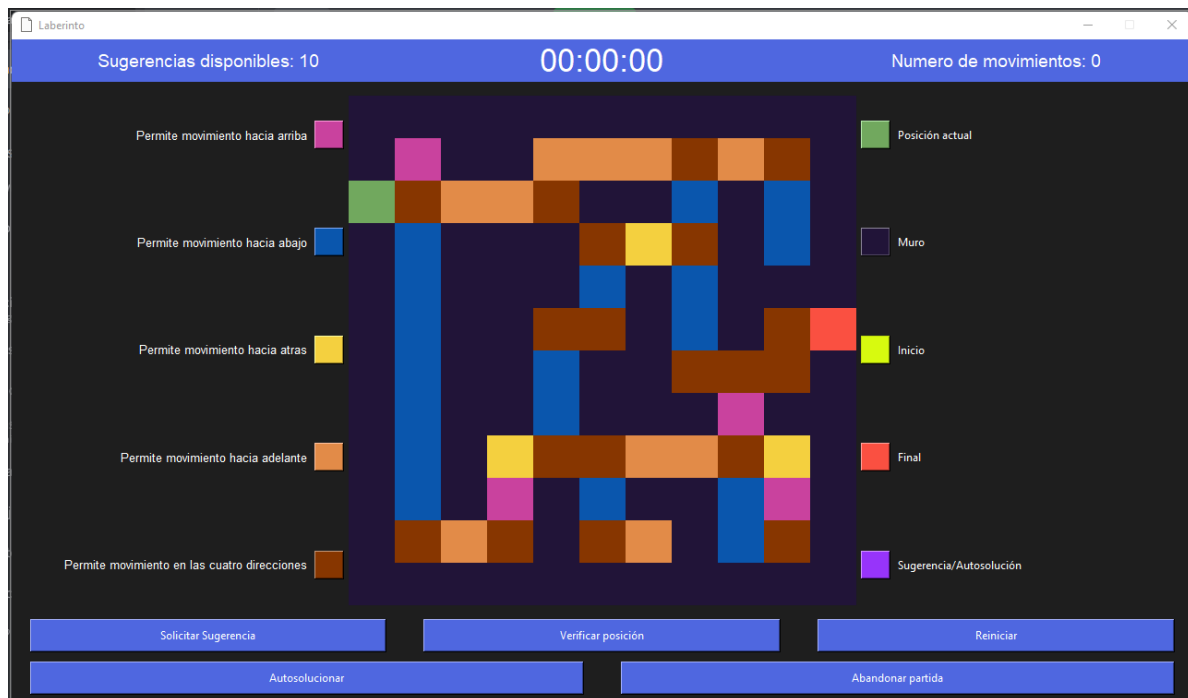 Laberinto
Sugerencias disponibles: 10
00:00:00
Numero de movimientos: 0
Permite movimiento hacia arriba
Posición actual
Permite movimiento hacia abajo
Muro
Permite movimiento hacia atras
Inicio
Permite movimiento hacia adelante
Final
Permite movimiento en las cuatro direcciones
Sugerencia/Autosolución
Solicitar Sugerencia
Verificar posición
Reiniciar
Autosolucionar
Abandonar partida